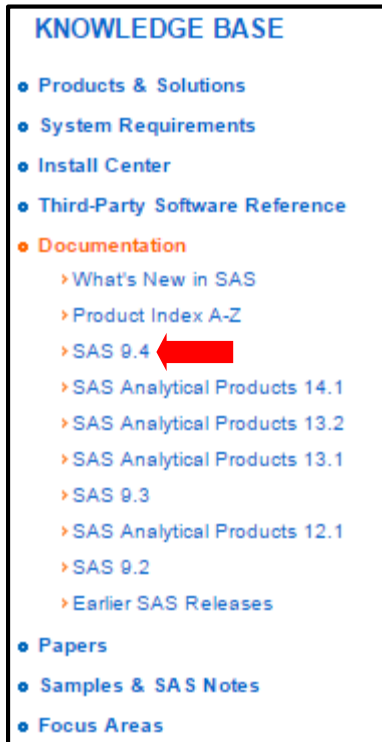 KNOWLEDGE BASE
Products & Solutions
System Requirements
Install Center
Third-Party Software Reference
Documentation
What's New in SAS
Product Index A-Z
SAS 9.4
SAS Analytical Products 14.1
SAS Analytical Products 13.2
SAS Analytical Products 13.1
SAS 9.3
SAS Analytical Products 12.1
SAS 9.2
Earlier SAS Releases
Papers
Samples & SAS Notes
Focus Areas